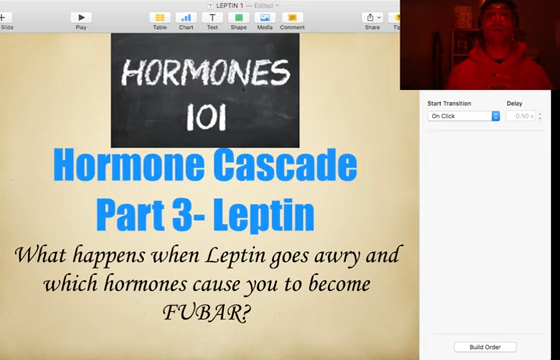 LEPTIN 1 — Edited
Slide
Play
Table
Chart
Text
Shape
Media
Comment
Share
HORMONES
101
Hormone Cascade
Part 3- Leptin
What happens when Leptin goes awry and
which hormones cause you to become
FUBAR?
Start Transition
Delay
On Click
0.50 s
Build Order